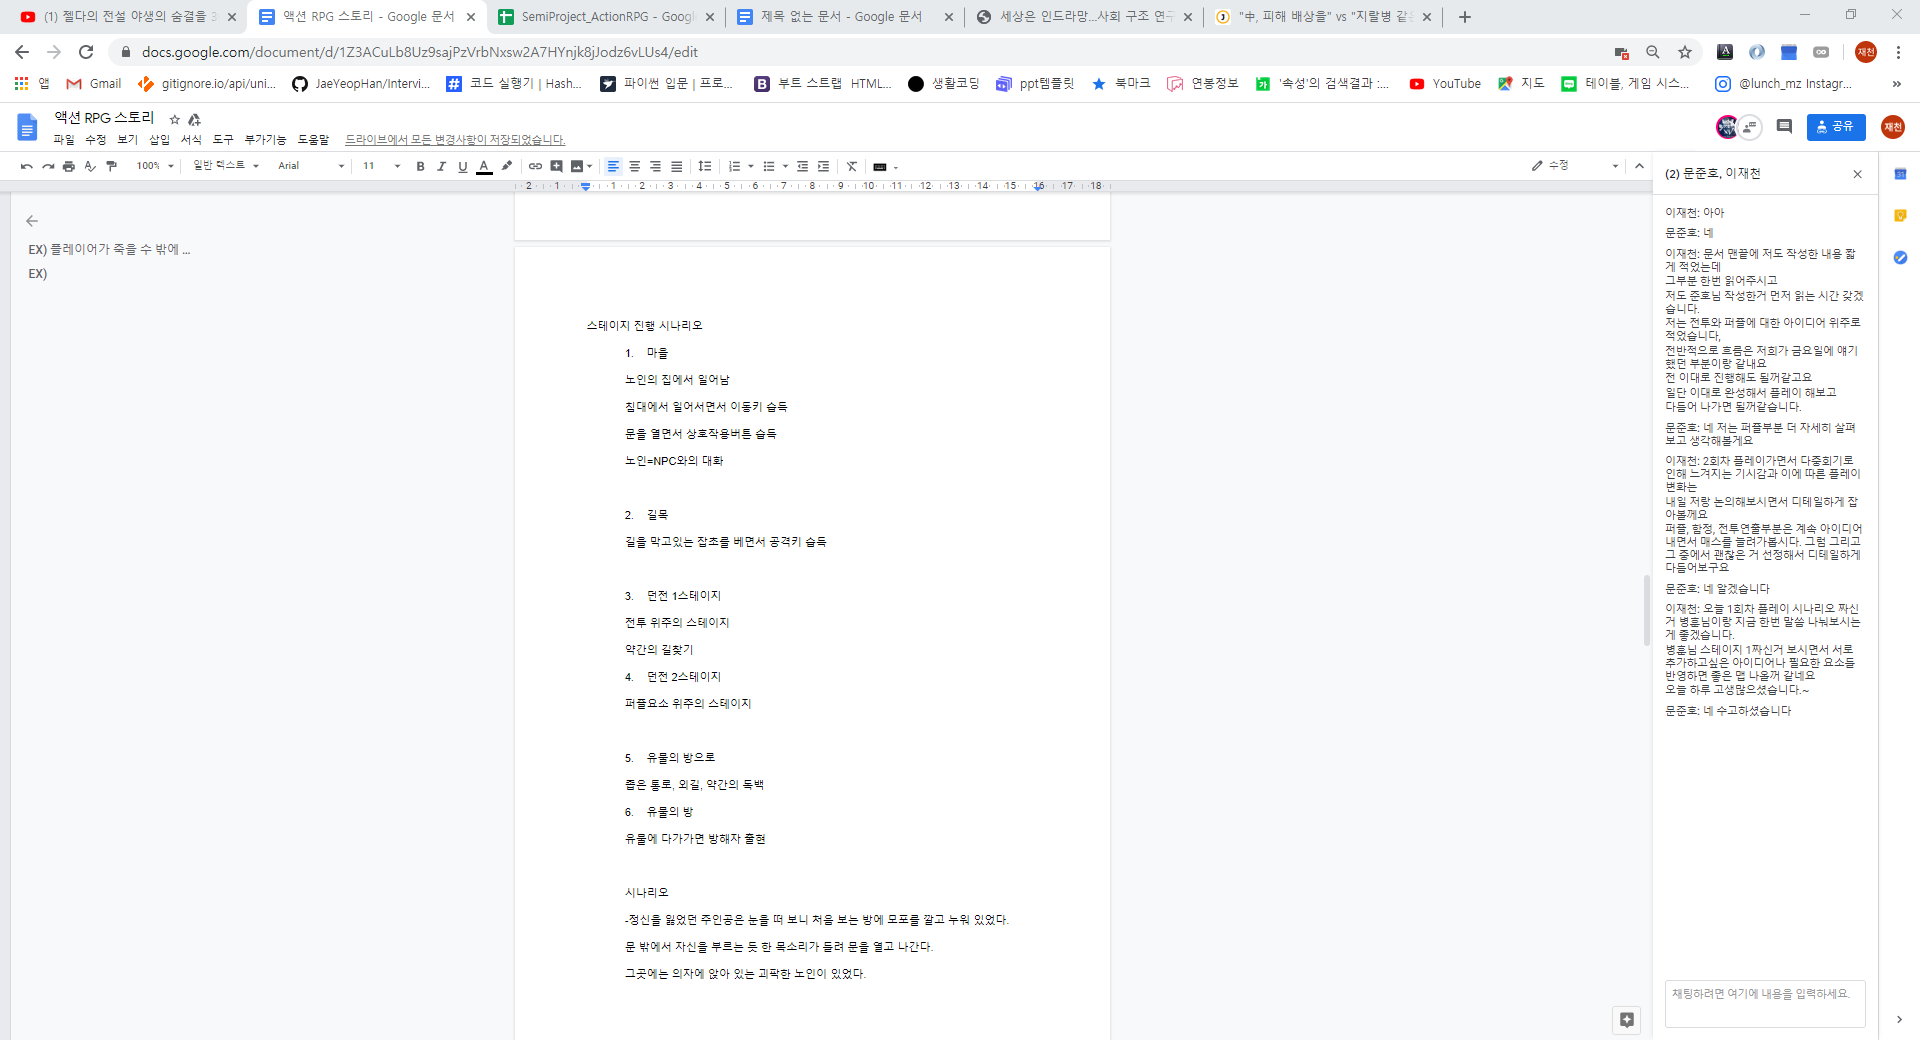 (1) 젤다의 전설 야생의 숨결을 3
액션 RPG 스토리 - Google 문서
SemiProject_ActionRPG - Googl
제목 없는 문서 - Google 문서
세상은 인드라망...사회 구조 연구
"中, 피해 배상을" vs "지랄병 같은
docs.google.com/document/d/1Z3ACuLb8Uz9sajPzVrbNxsw2A7HYnjk8jJodz6vLUs4/edit
재천
앱
Gmail
gitignore.io/api/uni...
JaeYeopHan/Intervi...
코드 실행기 | Hash...
파이썬 입문 | 프로...
부트 스트랩 HTML...
생활코딩
ppt템플릿
북마크
연봉정보
'속성'의 검색결과 :...
YouTube
지도
테이블, 게임 시스...
@lunch_mz Instagr...
액션 RPG 스토리
파일 수정 보기 삽입 서식 도구 부가기능 도움말 드라이브에서 모든 변경사항이 저장되었습니다.
공유
재천
100% 일반 텍스트 Arial 11 B I U A 수정
2 1 1 2 3 4 5 6 7 8 9 10 11 12 13 14 15 16 17 18
EX) 플레이어가 죽을 수 밖에 ...
EX)
스테이지 진행 시나리오
1. 마을
노인의 집에서 일어남
침대에서 일어서면서 이동키 습득
문을 열면서 상호작용버튼 습득
노인=NPC와의 대화
2. 길목
길을 막고있는 잡초를 베면서 공격키 습득
3. 던전 1스테이지
전투 위주의 스테이지
약간의 길찾기
4. 던전 2스테이지
퍼즐요소 위주의 스테이지
5. 유물의 방으로
좁은 통로, 외길, 약간의 독백
6. 유물의 방
유물에 다가가면 방해자 출현
시나리오
-정신을 잃었던 주인공은 눈을 떠 보니 처음 보는 방에 모포를 깔고 누워 있었다.
문 밖에서 자신을 부르는 듯 한 목소리가 들려 문을 열고 나간다.
그곳에는 의자에 앉아 있는 괴팍한 노인이 있었다.
(2) 문준호, 이재천
이재천: 아아
문준호: 네
이재천: 문서 맨끝에 저도 작성한 내용 짧
게 적었는데
그부분 한번 읽어주시고
저도 준호님 작성한거 먼저 읽는 시간 갖겠
습니다.
저는 전투와 퍼즐에 대한 아이디어 위주로
적었습니다,
전반적으로 흐름은 저희가 금요일에 얘기
했던 부분이랑 같내요
전 이대로 진행해도 될꺼같고요
일단 이대로 완성해서 플레이 해보고
다듬어 나가면 될꺼같습니다.
문준호: 네 저는 퍼즐부분 더 자세히 살펴
보고 생각해볼게요
이재천: 2회차 플레이가면서 다중회기로
인해 느겨지는 기시감과 이에 따른 플레이
변화는
내일 저랑 논의해보시면서 디테일하게 잡
아볼께요
퍼즐, 함정, 전투연출부분은 계속 아이디어
내면서 매스를 늘려가봅시다. 그럼 그리고
그 중에서 괜찮은 거 선정해서 디테일하게
다듬어보구요
문준호: 네 알겠습니다
이재천: 오늘 1회차 플레이 시나리오 짜신
거 병훈님이랑 지금 한번 말씀 나눠보시는
게 좋겠습니다.
병훈님 스테이지 1짜신거 보시면서 서로
추가하고싶은 아이디어나 필요한 요소들
반영하면 좋은 맵 나올꺼 같네요
오늘 하루 고생많으셨습니다.~
문준호: 네 수고하셨습니다
채팅하려면 여기에 내용을 입력하세요.